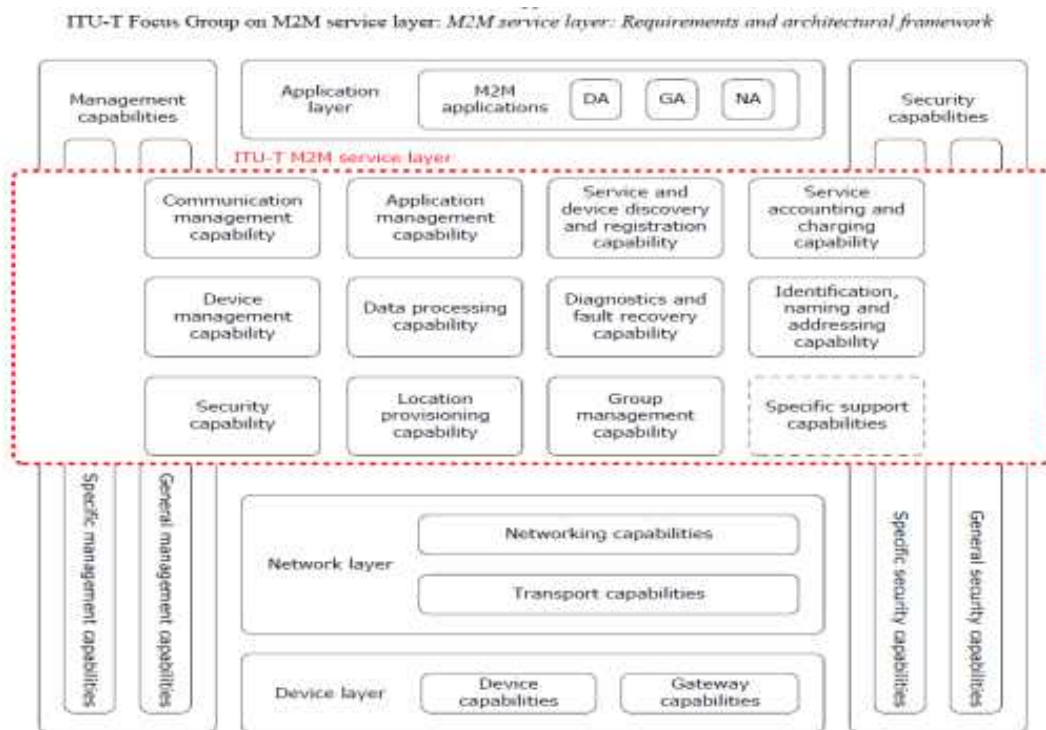 ITU-T Focus Group on M2M service layer: M2M service layer: Requirements and architectural framework
Management
capabilities
Application
layer
M2M
applications
DA
GA
NA
Security
capabilities
ITU-T M2M service layer
Communication
management
capability
Application
management
capability
Service and
device discovery
and registration
capability
Service
accounting and
charging
capability
Device
management
capability
Data processing
capability
Diagnostics and
fault recovery
capability
Identification,
naming and
addressing
capability
Security
capability
Location
provisioning
capability
Group
management
capability
Specific support
capabilities
Specific management capabilities
General management capabilities
Network layer
Networking capabilities
Transport capabilities
Device layer
Device
capabilities
Gateway
capabilities
Specific security capabilities
General security capabilities